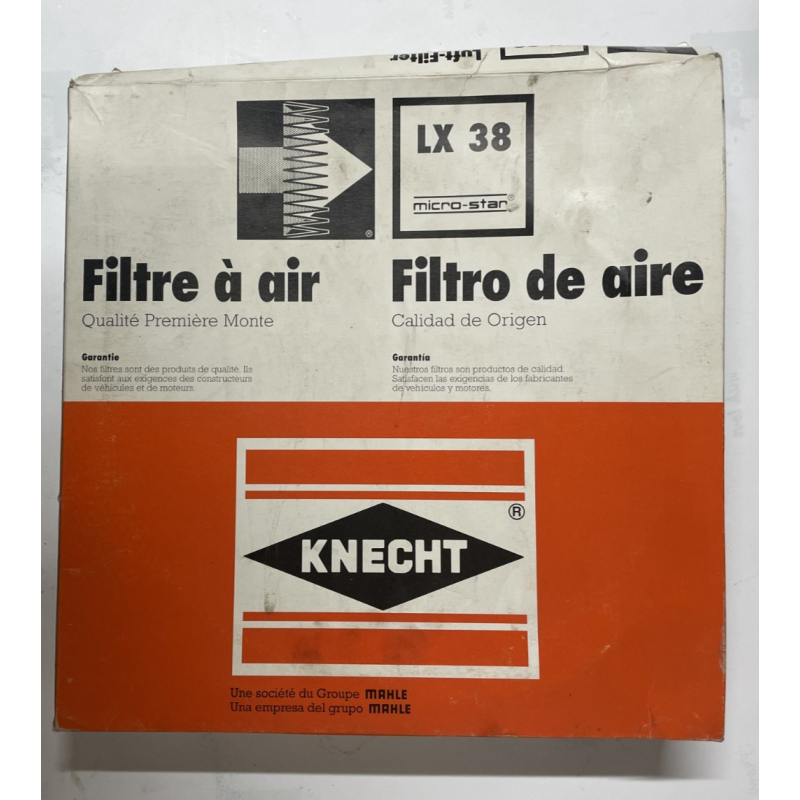 Luft-Filter
LX 38
micro-star®
®
Filtre à air
Qualité Première Monte
Garantie
Nos filtres sont des produits de qualité. Ils
satisfont aux exigences des constructeurs
de véhicules et de moteurs.
Filtro de aire
Calidad de Origen
Garantía
Nuestros filtros son productos de calidad.
Satisfacen las exigencias de los fabricantes
de vehículos y motores.
®
KNECHT
Une société du Groupe MAHLE
Una empresa del grupo MAHLE